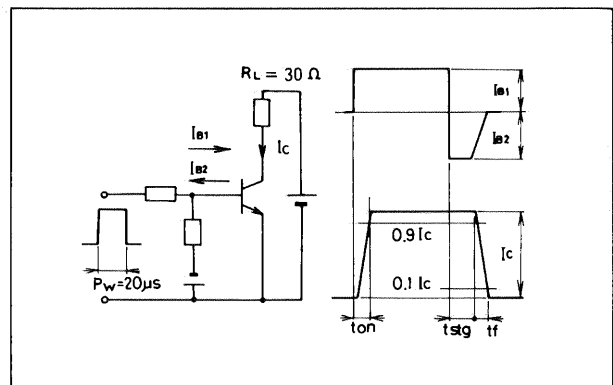 RL = 30 Ω
IB1
IB2
Ic
Pw=20μs
IB1
IB2
0.9 Ic
Ic
0.1 Ic
ton
tstg
tf